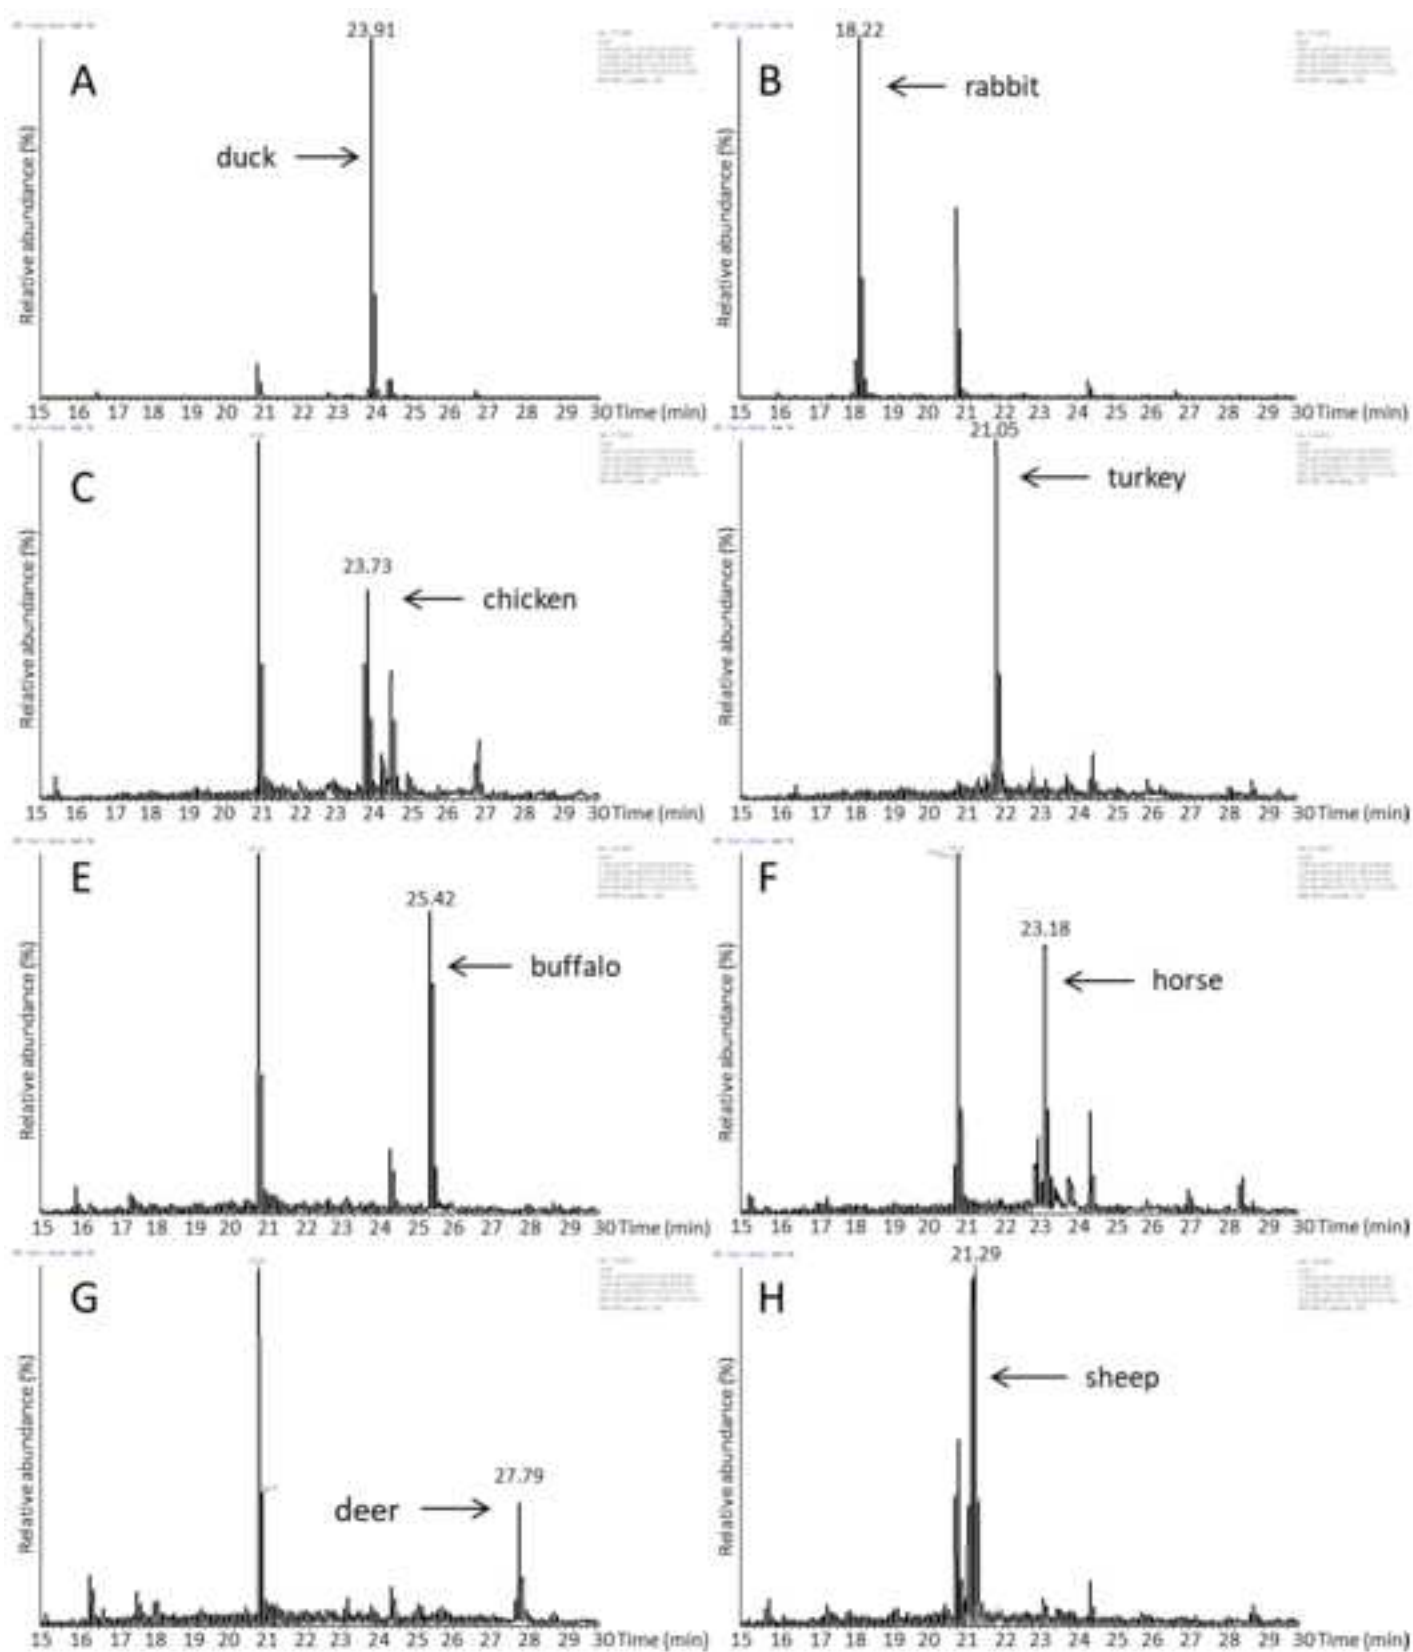 23.91
A
duck
Relative abundance (%)
15 16 17 18 19 20 21 22 23 24 25 26 27 28 29 30 Time (min)
18.22
B
rabbit
Relative abundance (%)
15 16 17 18 19 20 21 22 23 24 25 26 27 28 29 30 Time (min)
C
23.73
chicken
Relative abundance (%)
15 16 17 18 19 20 21 22 23 24 25 26 27 28 29 30 Time (min)
21.05
turkey
Relative abundance (%)
15 16 17 18 19 20 21 22 23 24 25 26 27 28 29 30 Time (min)
E
25.42
buffalo
Relative abundance (%)
15 16 17 18 19 20 21 22 23 24 25 26 27 28 29 30 Time (min)
F
23.18
horse
Relative abundance (%)
15 16 17 18 19 20 21 22 23 24 25 26 27 28 29 30 Time (min)
G
27.79
deer
Relative abundance (%)
15 16 17 18 19 20 21 22 23 24 25 26 27 28 29 30 Time (min)
21.29
H
sheep
Relative abundance (%)
15 16 17 18 19 20 21 22 23 24 25 26 27 28 29 30 Time (min)